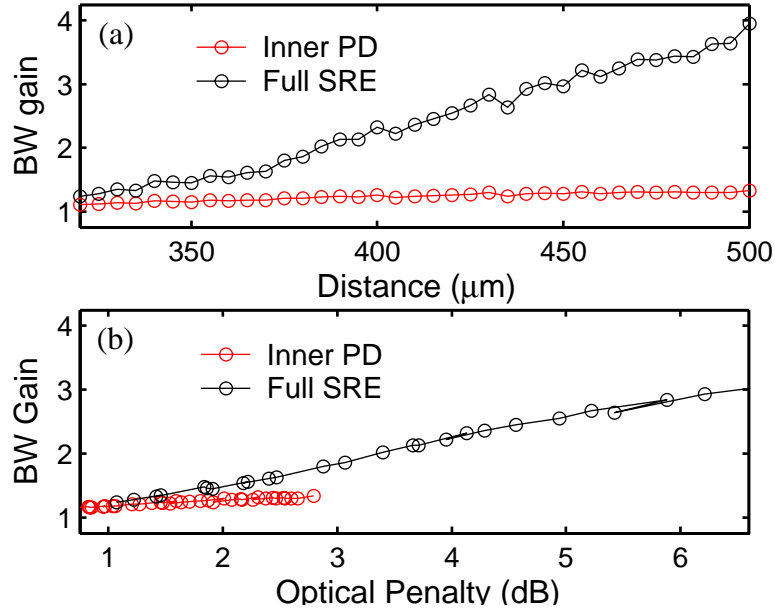 (a)
Inner PD
Full SRE
BW gain
4
3
2
1
350
400
450
500
Distance (μm)
(b)
Inner PD
Full SRE
BW Gain
4
3
2
1
1
2
3
4
5
6
Optical Penalty (dB)